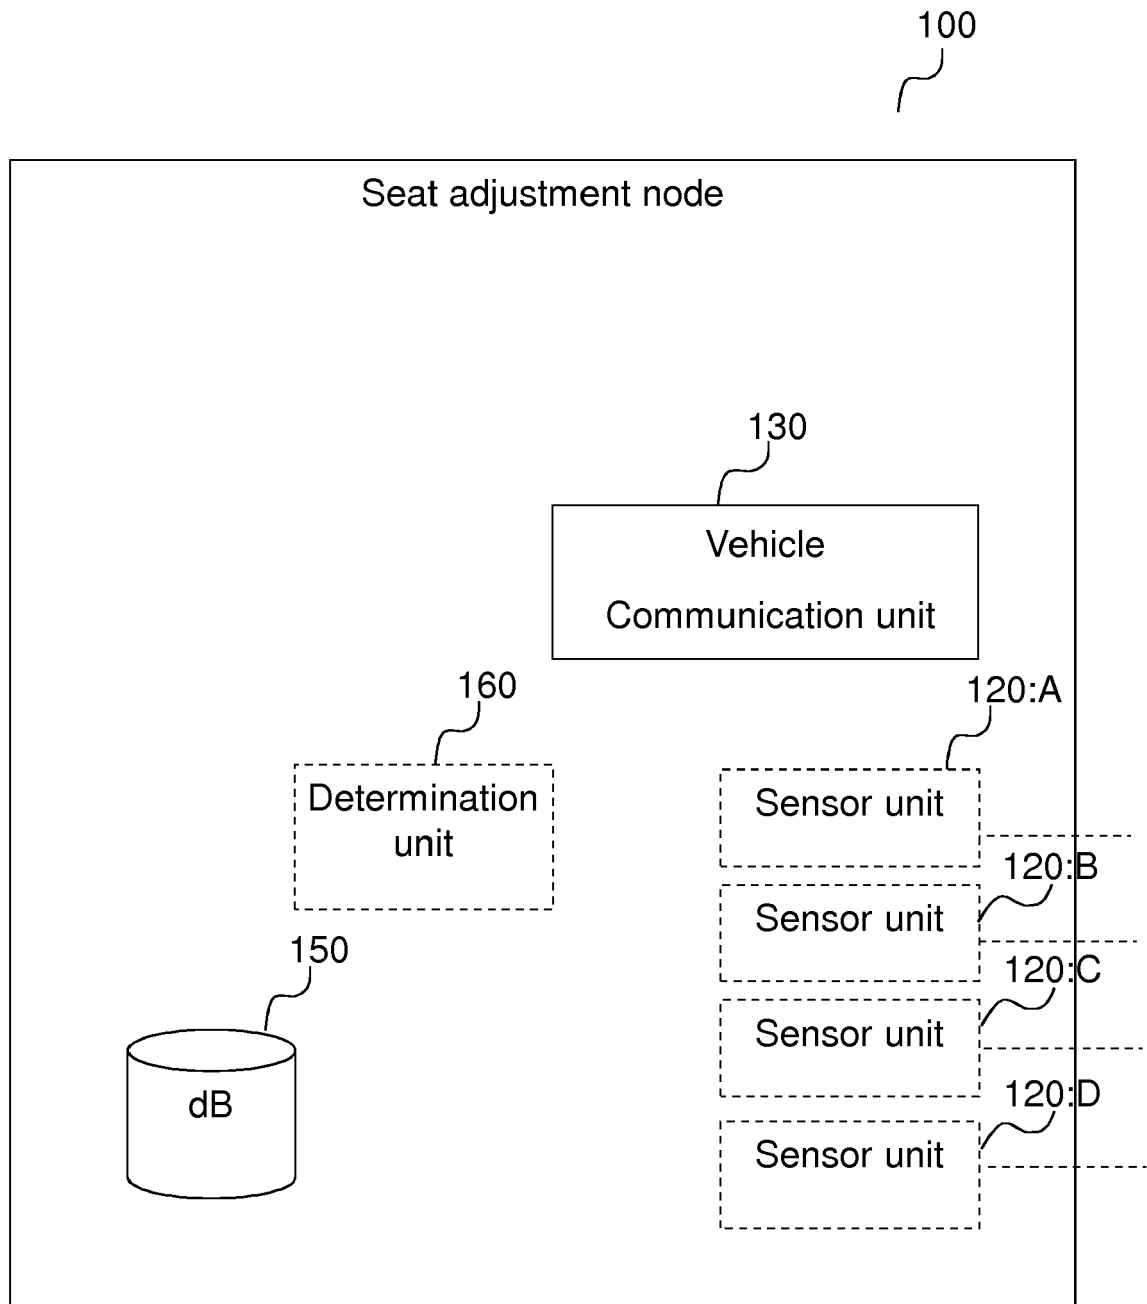 100
Seat adjustment node
130
Vehicle
Communication unit
160
120:A
Determination
unit
Sensor unit
120:B
Sensor unit
150
120:C
Sensor unit
dB
120:D
Sensor unit